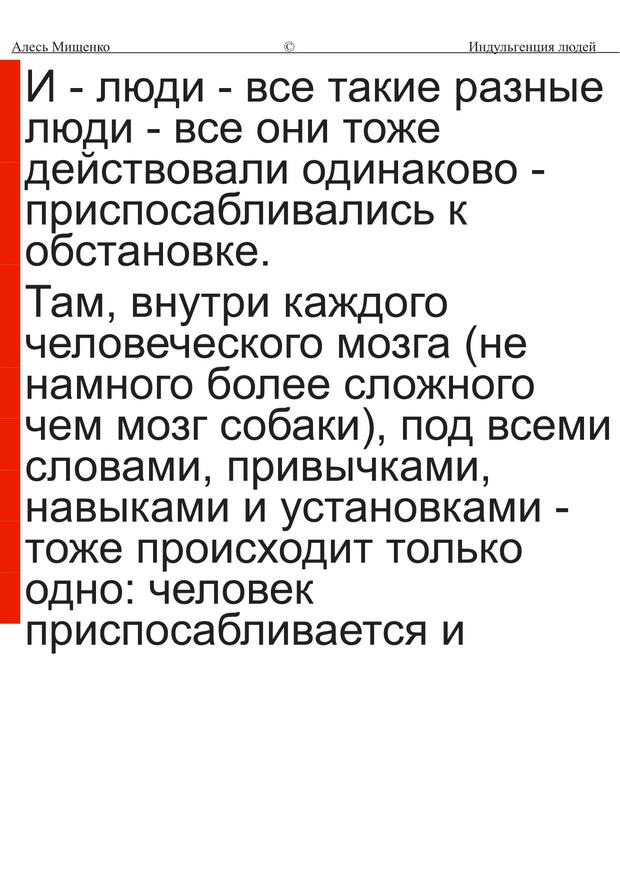 Алесь Мищенко © Индульгенция людей
И - люди - все такие разные
люди - все они тоже
действовали одинаково -
приспосабливались к
обстановке.
Там, внутри каждого
человеческого мозга (не
намного более сложного
чем мозг собаки), под всеми
словами, привычками,
навыками и установками -
тоже происходит только
одно: человек
приспосабливается и